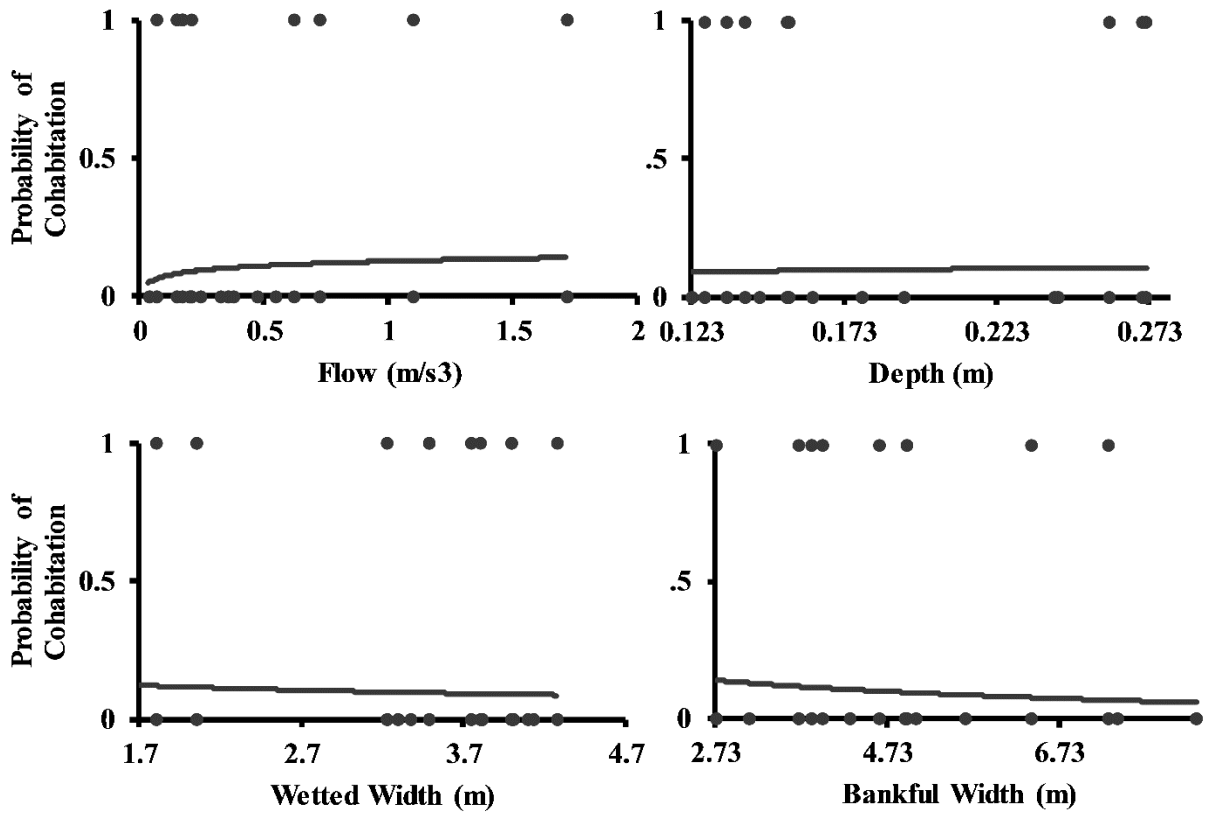 Probability of
Cohabitation
1
0.5
0
0 0.5 1 1.5 2
Flow (m/s3)
1
.5
0
0.123 0.173 0.223 0.273
Depth (m)
Probability of
Cohabitation
1
0.5
0
1.7 2.7 3.7 4.7
Wetted Width (m)
1
.5
0
2.73 4.73 6.73
Bankful Width (m)